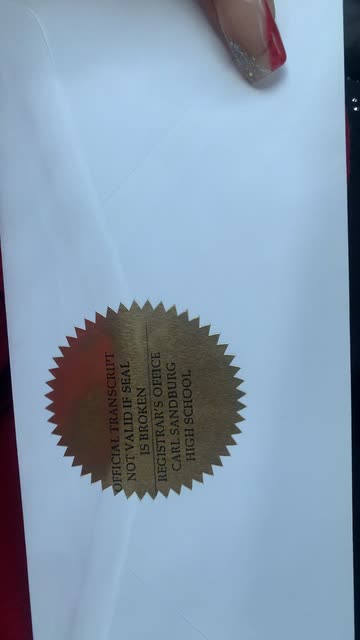 OFFICIAL TRANSCRIPT
NOT VALID IF SEAL
IS BROKEN
REGISTRAR'S OFFICE
CARL SANDBURG
HIGH SCHOOL